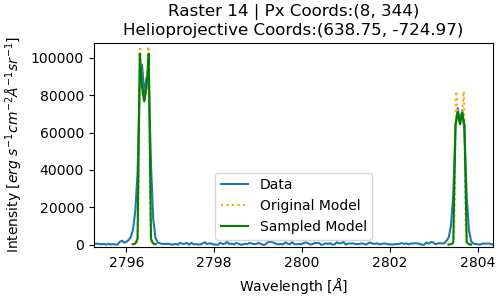 Raster 14 | Px Coords:(8, 344)
Helioprojective Coords:(638.75, -724.97)
Intensity [erg s⁻¹cm⁻²Å⁻¹sr⁻¹]
100000
80000
60000
40000
20000
0
Data
Original Model
Sampled Model
2796 2798 2800 2802 2804
Wavelength [Å]